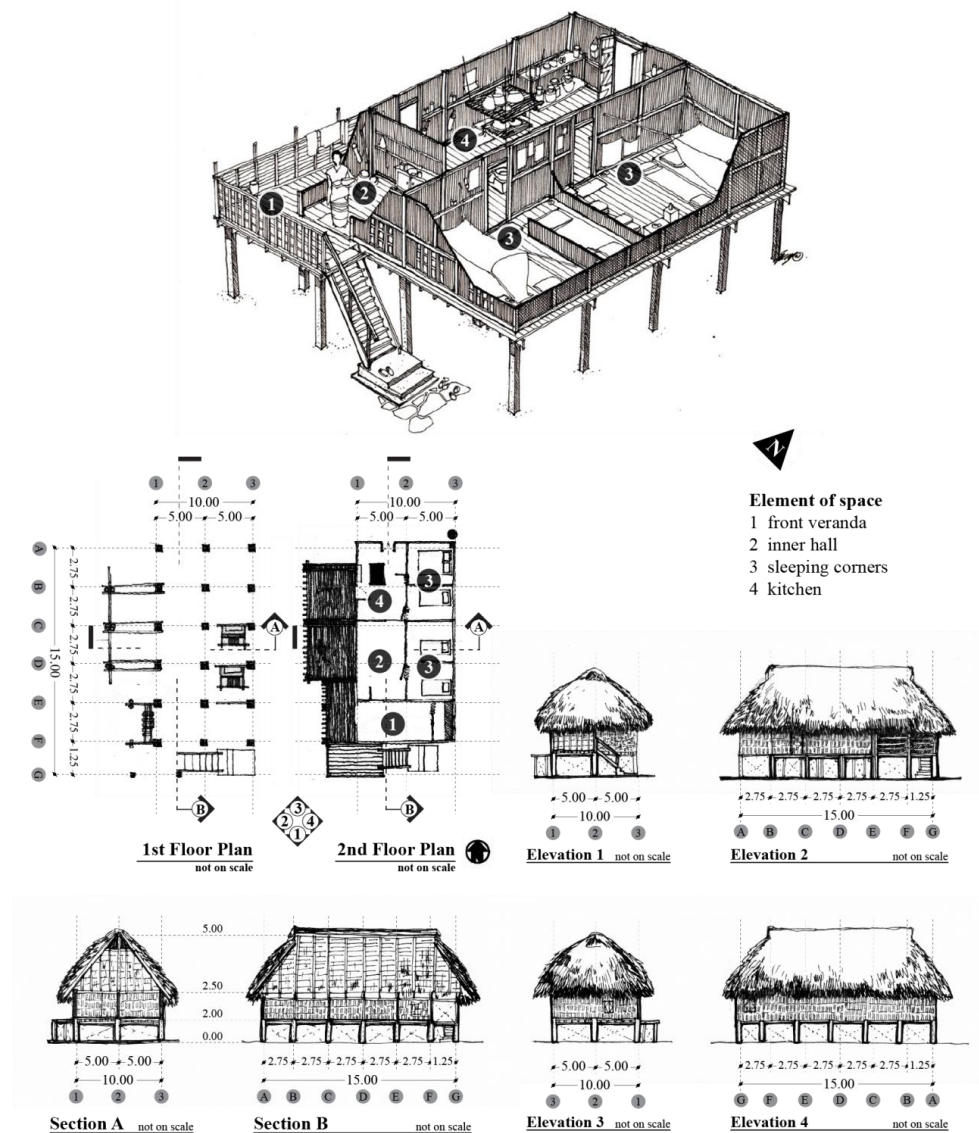 1
2
3
3
4
N
Element of space
1 front veranda
2 inner hall
3 sleeping corners
4 kitchen
1 2 3
10.00
5.00 5.00
A
B
C
D
E
F
G
15.00
2.75
2.75
2.75
2.75
2.75
1.25
A
B
1st Floor Plan
not on scale
1 2 3
10.00
5.00 5.00
3
4
2
3
1
A
B
2nd Floor Plan
not on scale
3
2 4
1
5.00 5.00
10.00
1 2 3
Elevation 1 not on scale
2.75 2.75 2.75 2.75 2.75 1.25
15.00
A B C D E F G
Elevation 2 not on scale
5.00
2.50
2.00
0.00
5.00 5.00
10.00
1 2 3
Section A not on scale
2.75 2.75 2.75 2.75 2.75 1.25
15.00
A B C D E F G
Section B not on scale
5.00 5.00
10.00
3 2 1
Elevation 3 not on scale
2.75 2.75 2.75 2.75 2.75 1.25
15.00
G F E D C B A
Elevation 4 not on scale